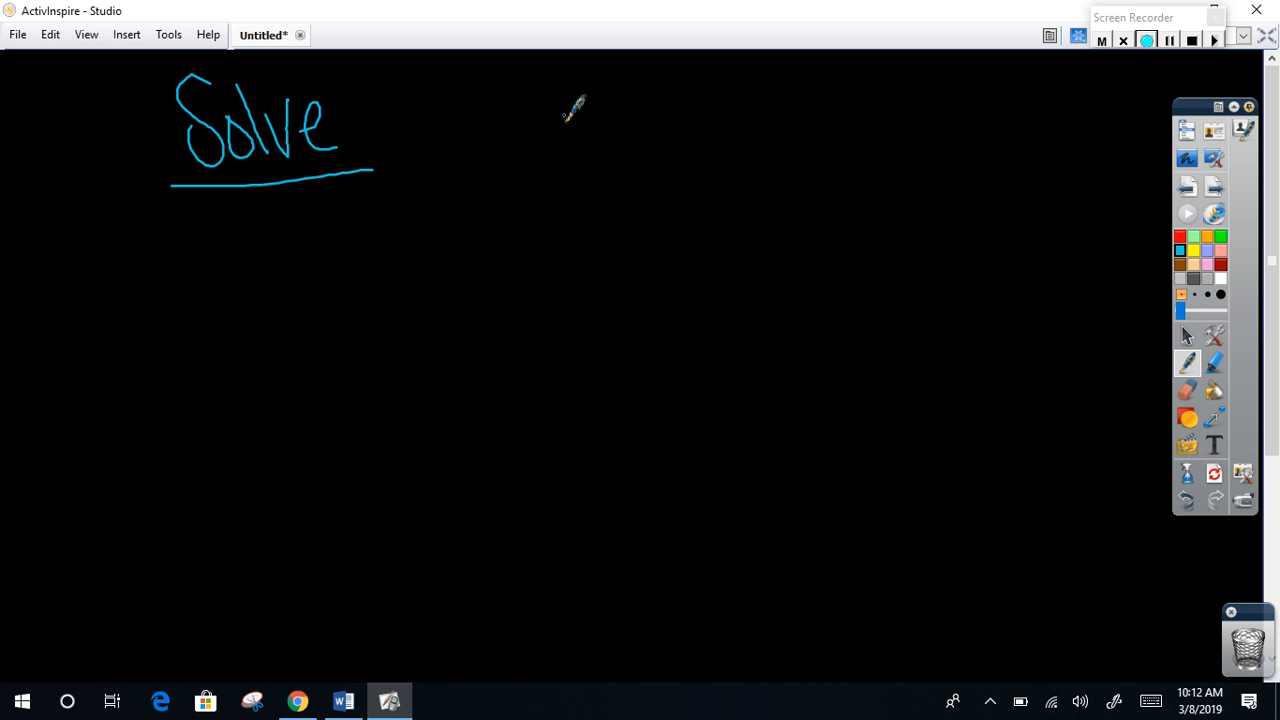 ActivInspire - Studio
Screen Recorder
File Edit View Insert Tools Help Untitled*
M
Solve
T
10:12 AM
3/8/2019